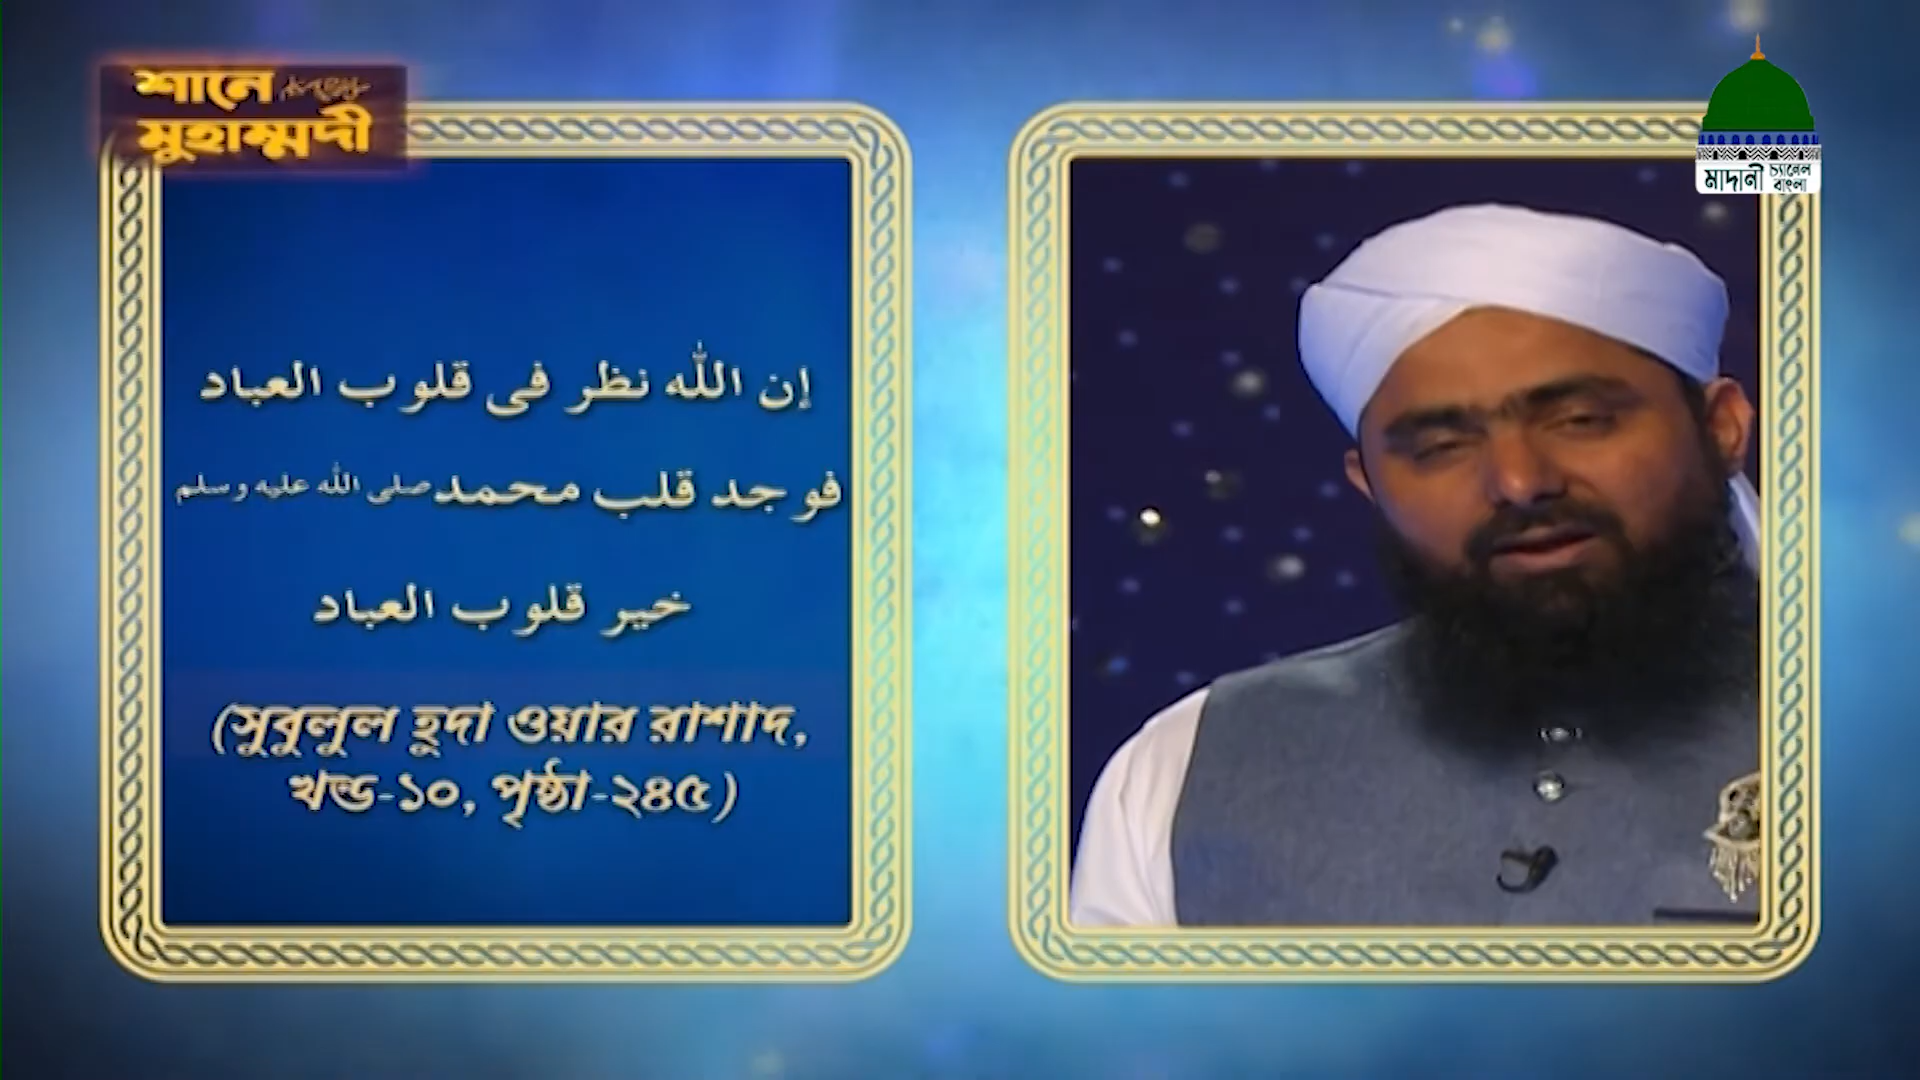 শানে
মুহাম্মদী
মাদানী চ্যানেল বাংলা
إن الله نظر فى قلوب العباد
فوجد قلب محمد صلى الله عليه وسلم
خير قلوب العباد
(সুবুলুল হুদা ওয়ার রাশাদ,
খন্ড-১০, পৃষ্ঠা-২৪৫)